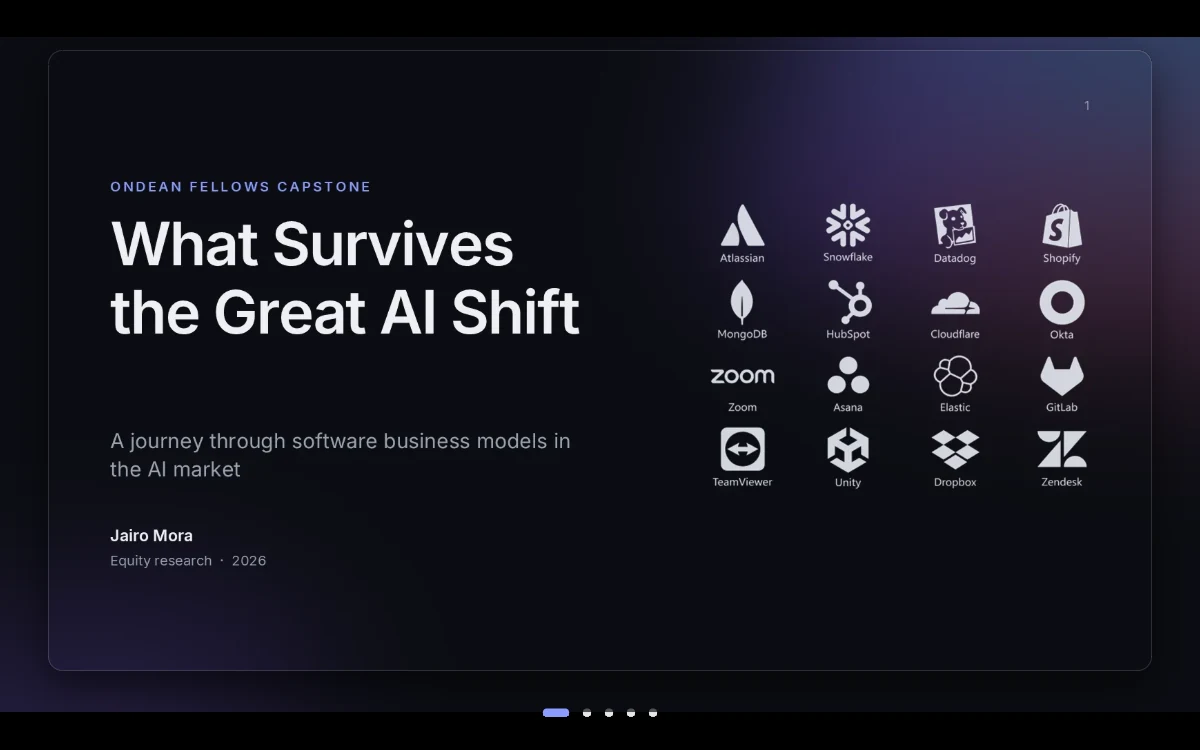 1
ONDEAN FELLOWS CAPSTONE
What Survives
the Great AI Shift
A journey through software business models in
the AI market
Jairo Mora
Equity research · 2026
Atlassian
Snowflake
Datadog
Shopify
MongoDB
HubSpot
Cloudflare
Okta
zoom
Zoom
Asana
Elastic
GitLab
TeamViewer
Unity
Dropbox
Zendesk